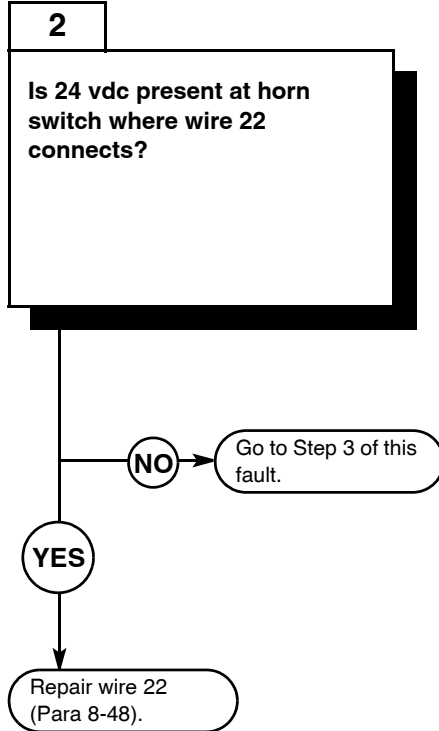 2
Is 24 vdc present at horn
switch where wire 22
connects?
NO
Go to Step 3 of this
fault.
YES
Repair wire 22
(Para 8-48).